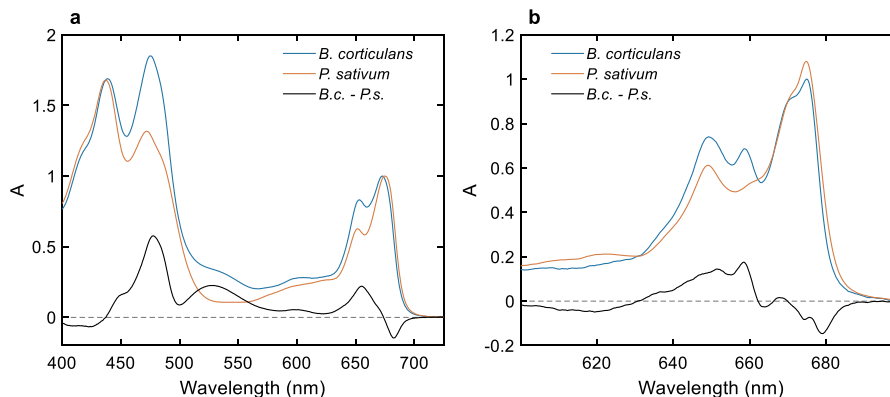 a
2
1.5
1
0.5
0
A
400
450
500
550
600
650
700
Wavelength (nm)
B. corticulans
P. sativum
B.c. - P.s.
b
1.2
1
0.8
0.6
0.4
0.2
0
-0.2
A
620
640
660
680
Wavelength (nm)
B. corticulans
P. sativum
B.c. - P.s.